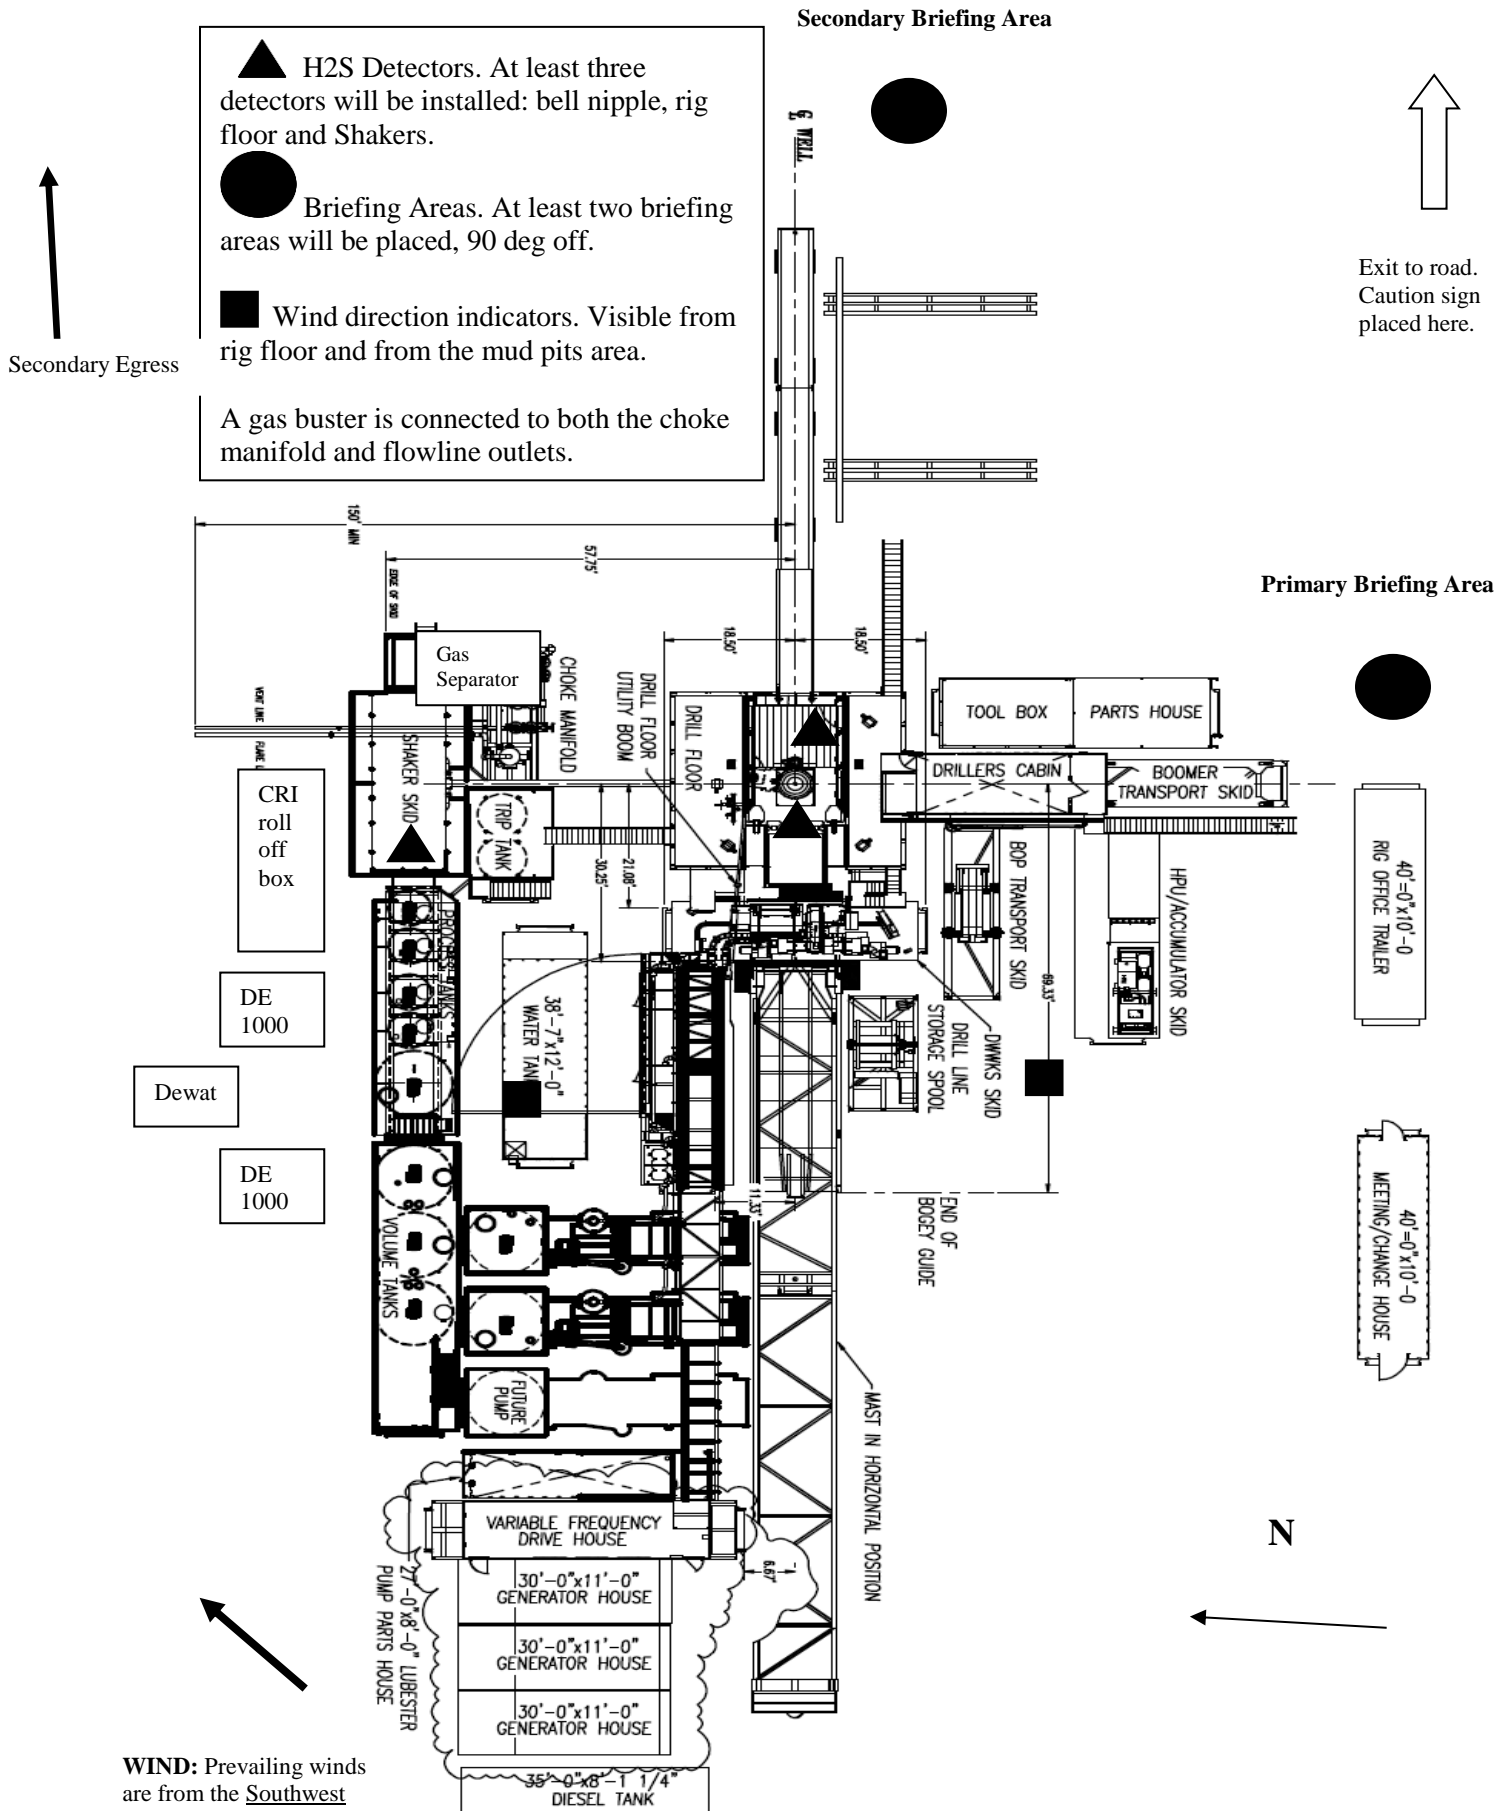 Secondary Briefing Area
H2S Detectors. At least three
detectors will be installed: bell nipple, rig
floor and Shakers.
Briefing Areas. At least two briefing
areas will be placed, 90 deg off.
Wind direction indicators. Visible from
rig floor and from the mud pits area.
A gas buster is connected to both the choke
manifold and flowline outlets.
Secondary Egress
℄ WELL
Exit to road.
Caution sign
placed here.
150' MIN
57.75'
EDGE OF SKID
Primary Briefing Area
18.50'
18.50'
Gas
Separator
CHOKE MANIFOLD
DRILL FLOOR
UTILITY BOOM
DRILL FLOOR
VENT LINE
SHAKER SKID
TOOL BOX
PARTS HOUSE
DRILLERS CABIN
BOOMER
TRANSPORT SKID
CRI
roll
off
box
TRIP
TANK
30.25'
21.08'
BOP TRANSPORT SKID
HPU/ACCUMULATOR SKID
40'=0"x10'-0
RIG OFFICE TRAILER
PROCESS TANKS
38'-7"x12'-0"
WATER TANK
69.33'
DE
1000
DRILL LINE
STORAGE SPOOL
DWWKS SKID
Dewat
DE
1000
VOLUME TANKS
11.33'
END OF
BOGEY GUIDE
40'=0"x10'-0
MEETING/CHANGE HOUSE
FUTURE
PUMP
MAST IN HORIZONTAL POSITION
VARIABLE FREQUENCY
DRIVE HOUSE
6.67'
27'-0"x8'-0" LUBESTER
PUMP PARTS HOUSE
30'-0"x11'-0"
GENERATOR HOUSE
30'-0"x11'-0"
GENERATOR HOUSE
30'-0"x11'-0"
GENERATOR HOUSE
35'-0"x8'-1 1/4"
DIESEL TANK
N
WIND: Prevailing winds
are from the Southwest